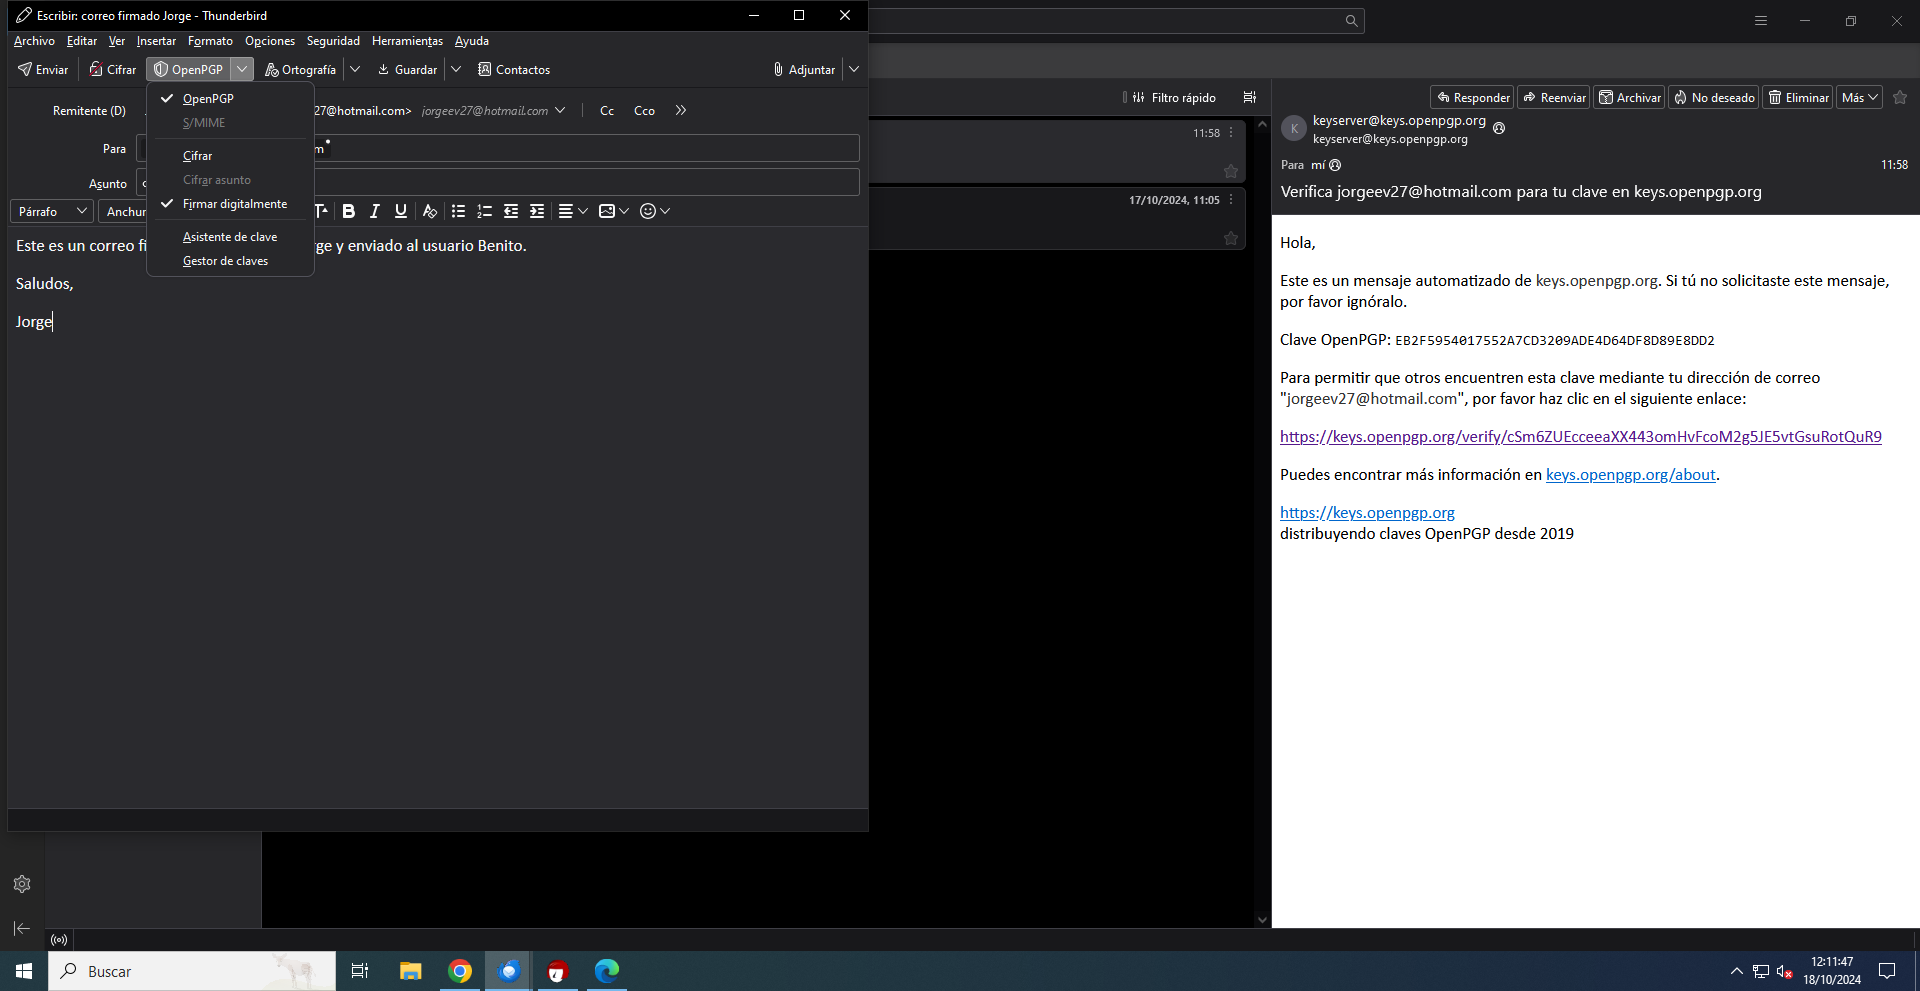 Escribir: correo firmado Jorge - Thunderbird
Archivo Editar Ver Insertar Formato Opciones Seguridad Herramientas Ayuda
Enviar Cifrar OpenPGP Ortografía Guardar Contactos Adjuntar
OpenPGP
S/MIME
Cifrar
Cifrar asunto
Firmar digitalmente
Asistente de clave
Gestor de claves
Remitente (D) 27@hotmail.com> jorgeev27@hotmail.com Cc Cco
Para m
Asunto
Párrafo Anchur
Este es un correo fi rge y enviado al usuario Benito.
Saludos,
Jorge
Filtro rápido
11:58
17/10/2024, 11:05
Responder Reenviar Archivar No deseado Eliminar Más
K
keyserver@keys.openpgp.org
keyserver@keys.openpgp.org
Para mí 11:58
Verifica jorgeev27@hotmail.com para tu clave en keys.openpgp.org
Hola,
Este es un mensaje automatizado de keys.openpgp.org. Si tú no solicitaste este mensaje,
por favor ignóralo.
Clave OpenPGP: EB2F5954017552A7CD3209ADE4D64DF8D89E8DD2
Para permitir que otros encuentren esta clave mediante tu dirección de correo
"jorgeev27@hotmail.com", por favor haz clic en el siguiente enlace:
https://keys.openpgp.org/verify/cSm6ZUEcceeaXX443omHvFcoM2g5JE5vtGsuRotQuR9
Puedes encontrar más información en keys.openpgp.org/about.
https://keys.openpgp.org
distribuyendo claves OpenPGP desde 2019
Buscar
12:11:47
18/10/2024